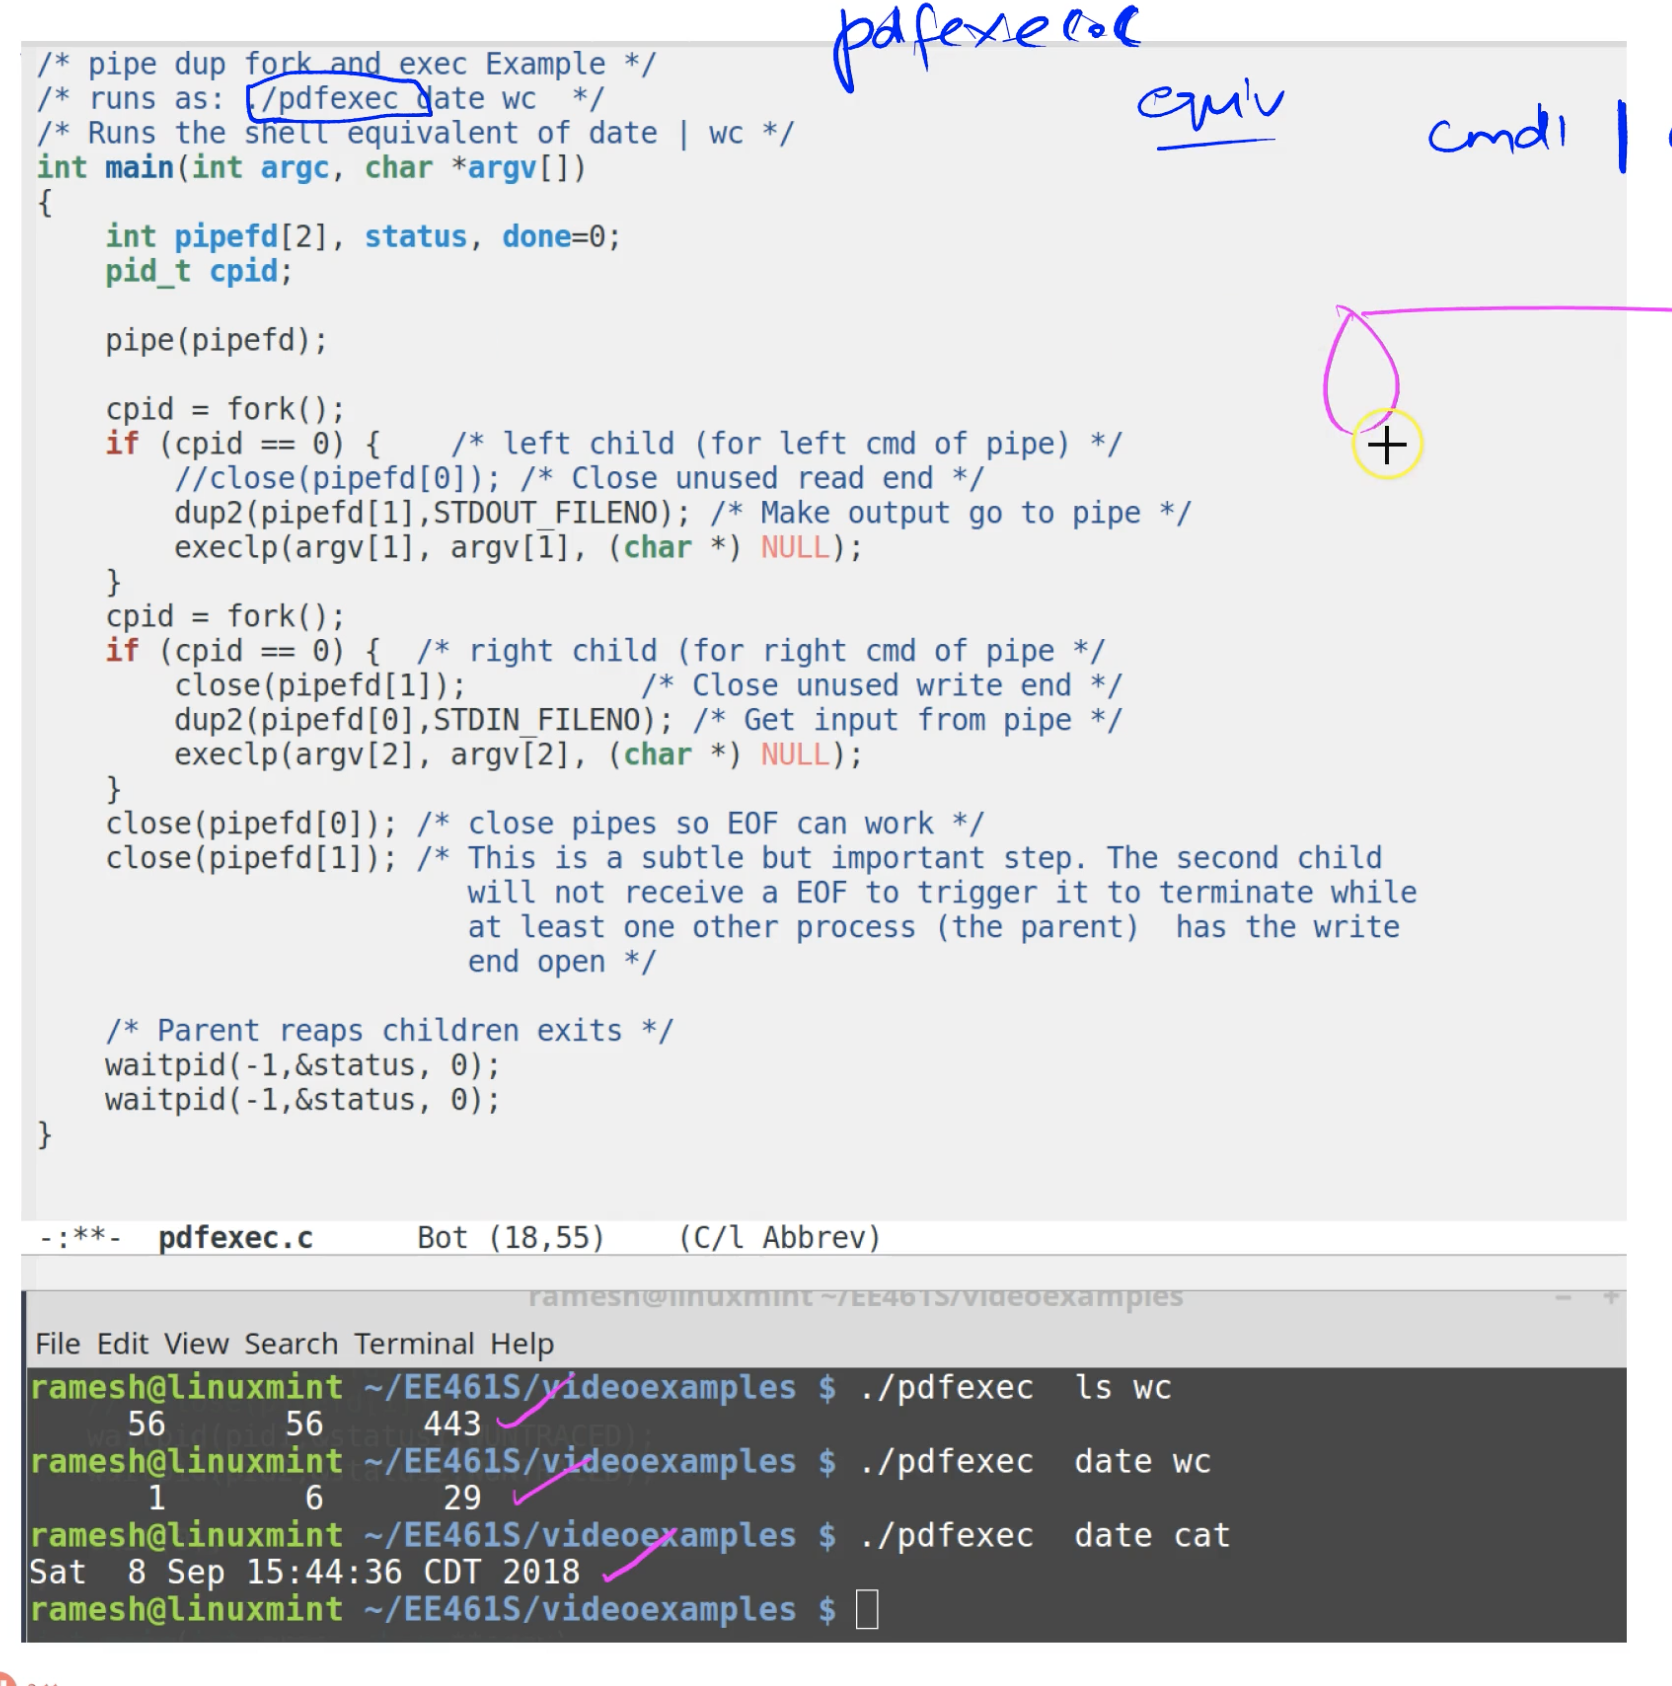 pdfexec
equiv
cmd1 |
/* pipe dup fork and exec Example */
/* runs as: ./pdfexec date wc  */
/* Runs the shell equivalent of date | wc */
int main(int argc, char *argv[])
{
    int pipefd[2], status, done=0;
    pid_t cpid;

    pipe(pipefd);

    cpid = fork();
    if (cpid == 0) {    /* left child (for left cmd of pipe) */
        //close(pipefd[0]); /* Close unused read end */
        dup2(pipefd[1],STDOUT_FILENO); /* Make output go to pipe */
        execlp(argv[1], argv[1], (char *) NULL);
    }
    cpid = fork();
    if (cpid == 0) {  /* right child (for right cmd of pipe */
        close(pipefd[1]);          /* Close unused write end */
        dup2(pipefd[0],STDIN_FILENO); /* Get input from pipe */
        execlp(argv[2], argv[2], (char *) NULL);
    }
    close(pipefd[0]); /* close pipes so EOF can work */
    close(pipefd[1]); /* This is a subtle but important step. The second child
                         will not receive a EOF to trigger it to terminate while
                         at least one other process (the parent)  has the write
                         end open */

    /* Parent reaps children exits */
    waitpid(-1,&status, 0);
    waitpid(-1,&status, 0);
}
-:**-  pdfexec.c      Bot (18,55)    (C/l Abbrev)
ramesh@linuxmint ~/EE461S/videoexamples
File Edit View Search Terminal Help
ramesh@linuxmint ~/EE461S/videoexamples $ ./pdfexec  ls wc
     56      56     443
ramesh@linuxmint ~/EE461S/videoexamples $ ./pdfexec  date wc
      1       6      29
ramesh@linuxmint ~/EE461S/videoexamples $ ./pdfexec  date cat
Sat  8 Sep 15:44:36 CDT 2018
ramesh@linuxmint ~/EE461S/videoexamples $